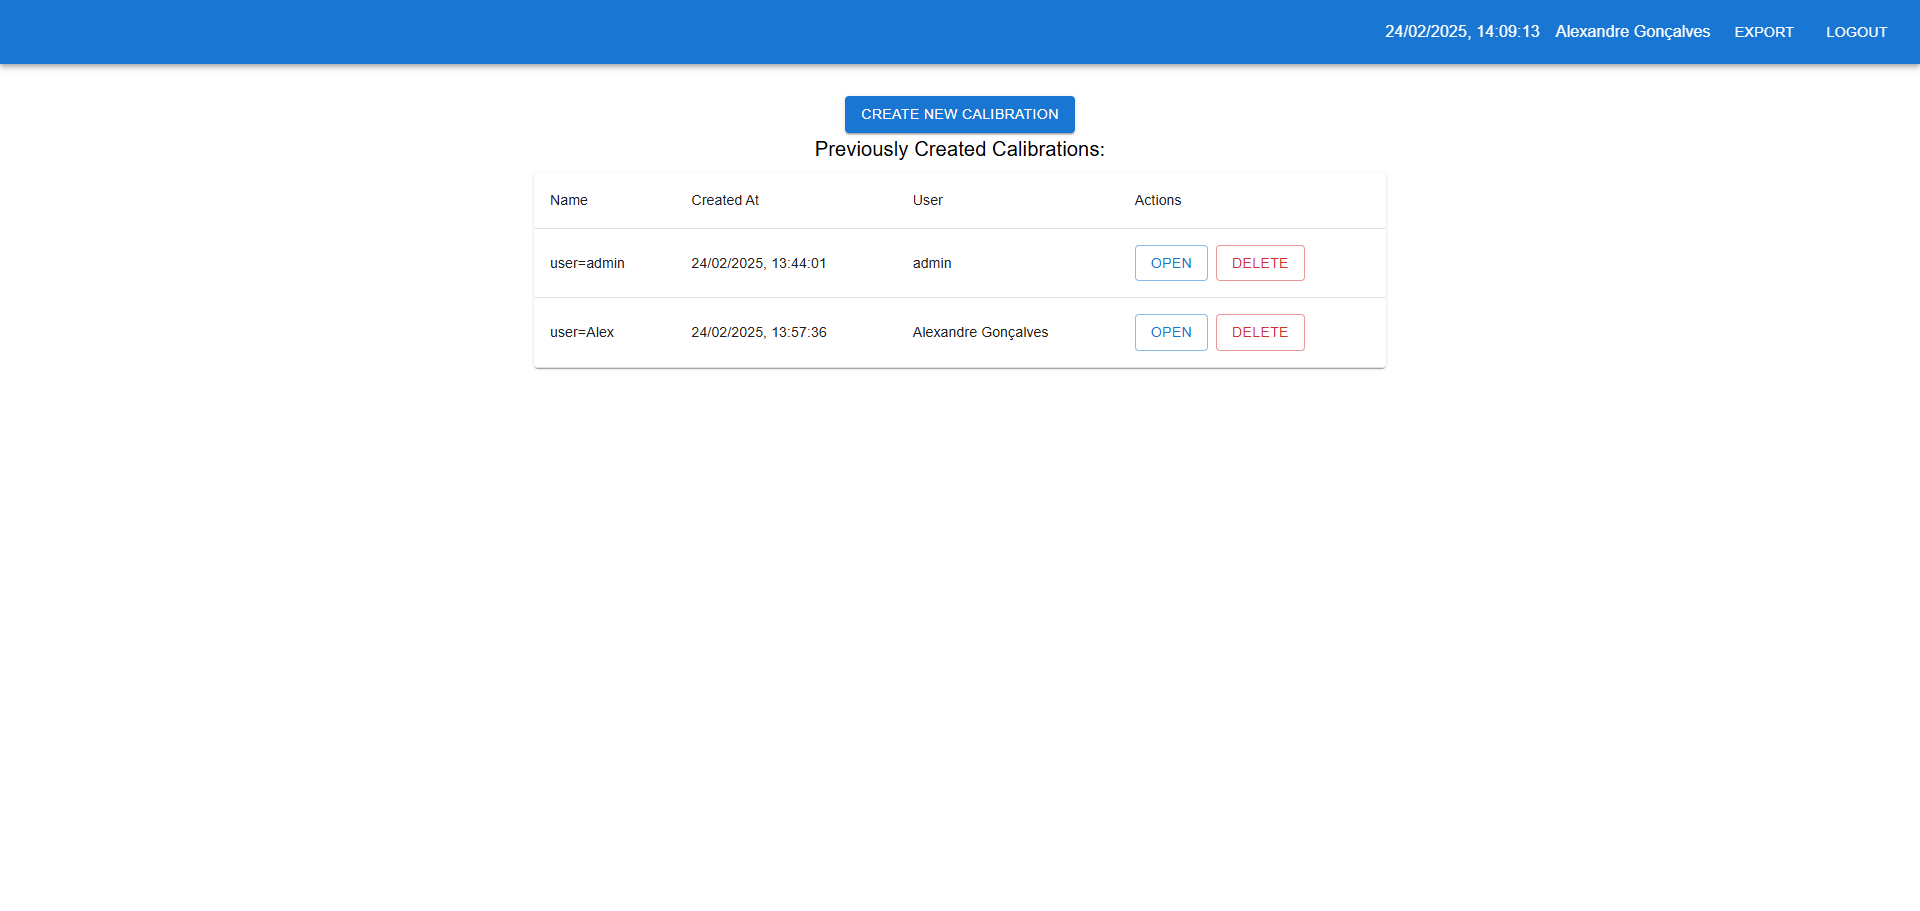 24/02/2025, 14:09:13 Alexandre Gonçalves EXPORT LOGOUT
CREATE NEW CALIBRATION
Previously Created Calibrations:
Name Created At User Actions
user=admin 24/02/2025, 13:44:01 admin OPEN DELETE
user=Alex 24/02/2025, 13:57:36 Alexandre Gonçalves OPEN DELETE